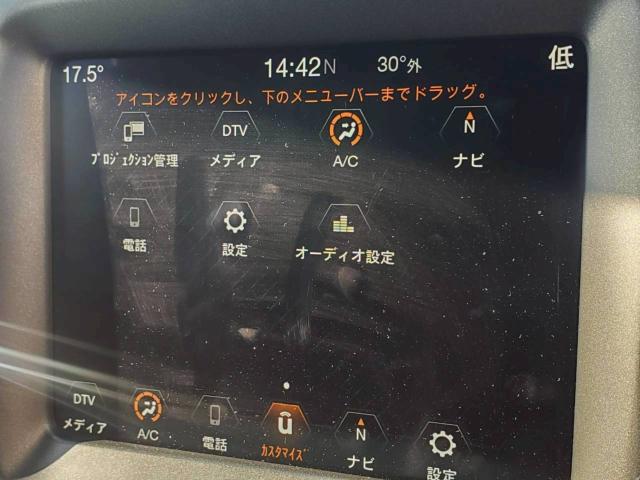 17.5° 14:42 N 30°外 低
アイコンをクリックし、下のメニューバーまでドラッグ。
DTV N
プロジェクション管理 メディア A/C ナビ
電話 設定 オーディオ設定
DTV u N
メディア A/C 電話 カスタマイズ ナビ 設定